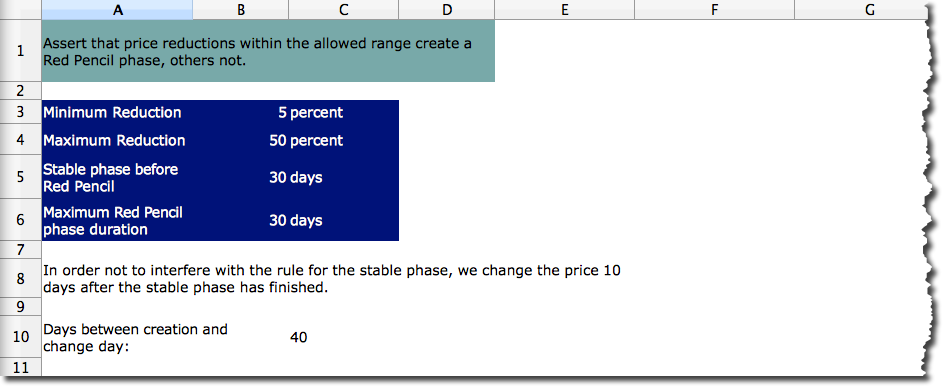 A B C D E F G
1 Assert that price reductions within the allowed range create a
Red Pencil phase, others not.
2
3 Minimum Reduction 5 percent
4 Maximum Reduction 50 percent
5 Stable phase before
Red Pencil 30 days
6 Maximum Red Pencil
phase duration 30 days
7
8 In order not to interfere with the rule for the stable phase, we change the price 10
days after the stable phase has finished.
9
10 Days between creation and
change day: 40
11